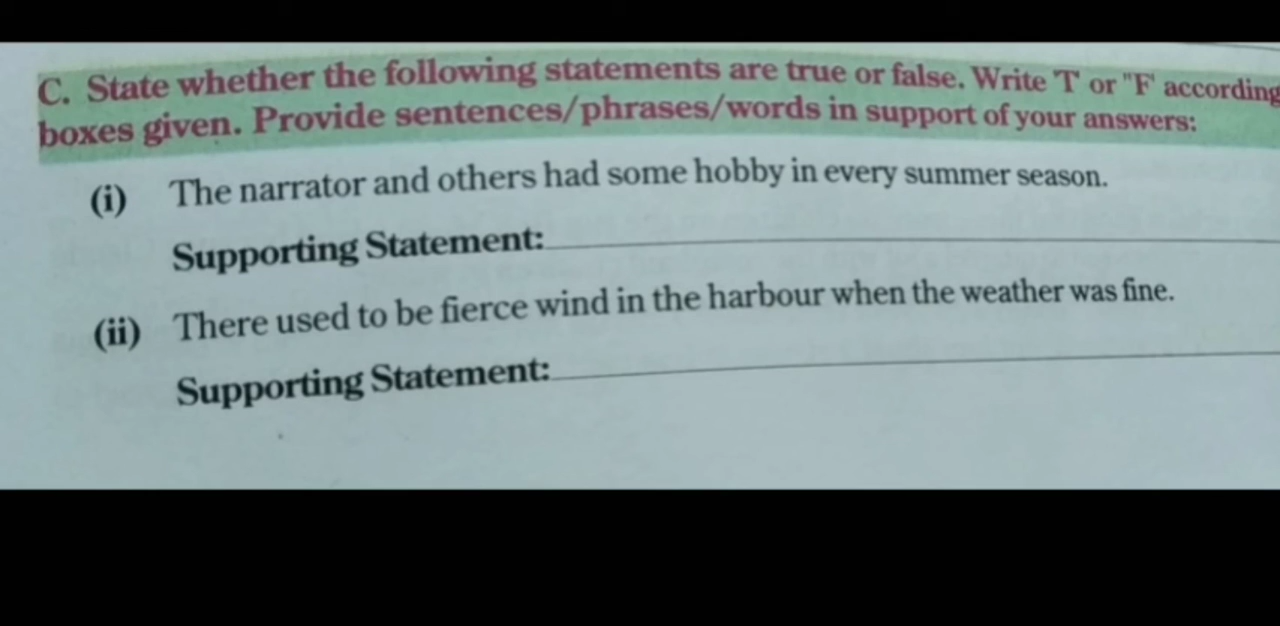 C. State whether the following statements are true or false. Write 'T' or "F' according
boxes given. Provide sentences/phrases/words in support of your answers:
(i) The narrator and others had some hobby in every summer season.
Supporting Statement:
(ii) There used to be fierce wind in the harbour when the weather was fine.
Supporting Statement: